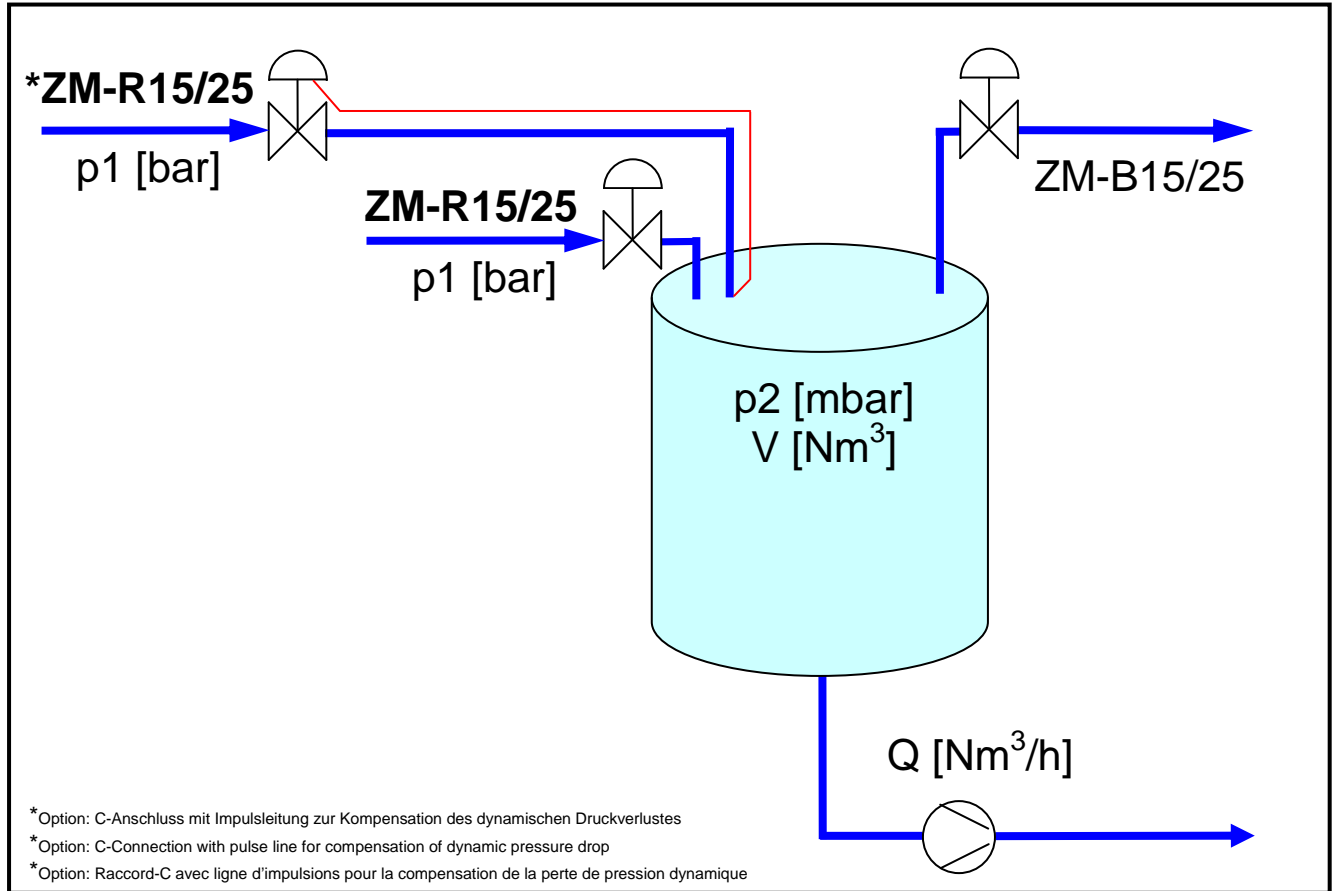 *ZM-R15/25
p1 [bar]
ZM-R15/25
p1 [bar]
ZM-B15/25
p2 [mbar]
V [Nm³]
Q [Nm³/h]
*Option: C-Anschluss mit Impulsleitung zur Kompensation des dynamischen Druckverlustes
*Option: C-Connection with pulse line for compensation of dynamic pressure drop
*Option: Raccord-C avec ligne d'impulsions pour la compensation de la perte de pression dynamique